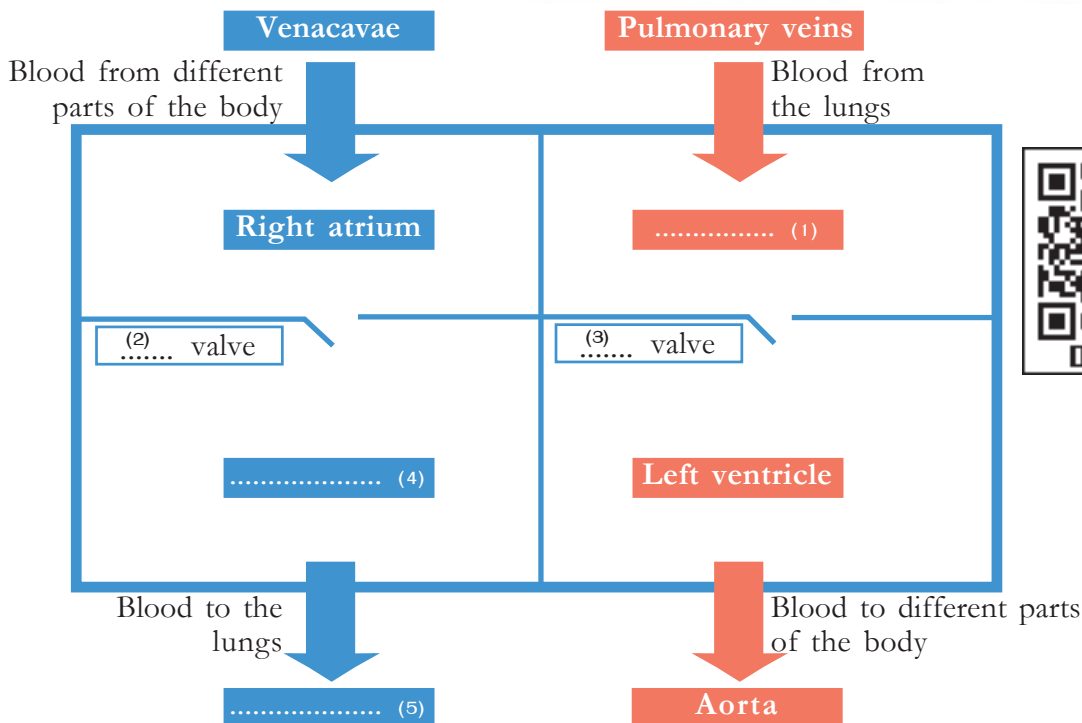 Venacavae
Pulmonary veins
Blood from different
parts of the body
Blood from
the lungs
Right atrium
................ (1)
(2)
....... valve
(3)
....... valve
.................... (4)
Left ventricle
Blood to the
lungs
Blood to different parts
of the body
.................... (5)
Aorta